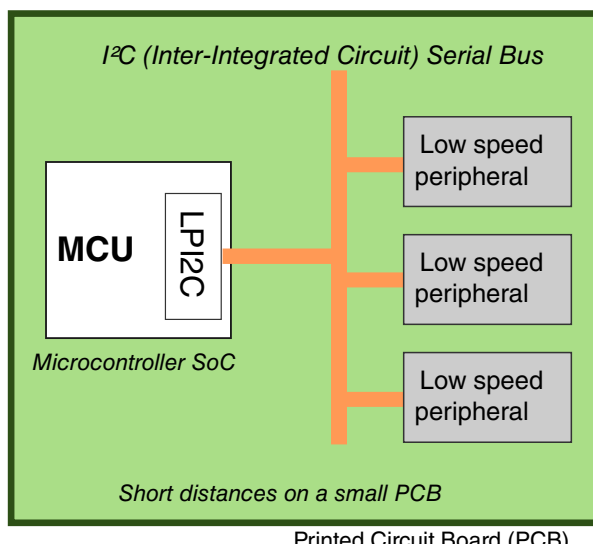 I²C (Inter-Integrated Circuit) Serial Bus
Low speed
peripheral
MCU
LPI2C
Low speed
peripheral
Microcontroller SoC
Low speed
peripheral
Short distances on a small PCB
Printed Circuit Board (PCB)